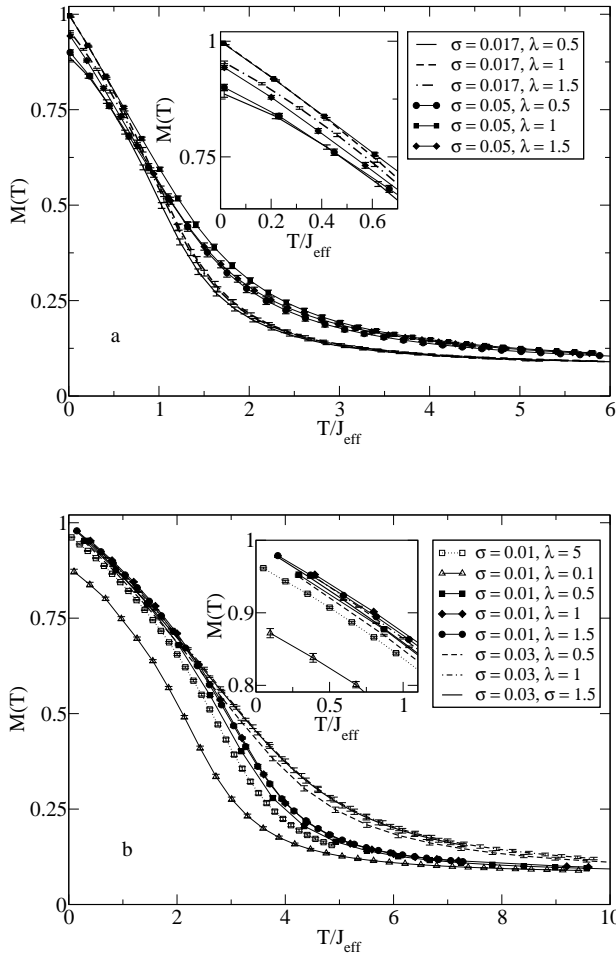 1
0.75
0.5
0.25
0
M(T)
0 1 2 3 4 5 6
T/J_eff
a
1
0.75
M(T)
0 0.2 0.4 0.6
T/J_eff
σ = 0.017, λ = 0.5
σ = 0.017, λ = 1
σ = 0.017, λ = 1.5
σ = 0.05, λ = 0.5
σ = 0.05, λ = 1
σ = 0.05, λ = 1.5
1
0.75
0.5
0.25
0
M(T)
0 2 4 6 8 10
T/J_eff
b
1
0.9
0.8
M(T)
0 0.5 1
T/J_eff
σ = 0.01, λ = 5
σ = 0.01, λ = 0.1
σ = 0.01, λ = 0.5
σ = 0.01, λ = 1
σ = 0.01, λ = 1.5
σ = 0.03, λ = 0.5
σ = 0.03, λ = 1
σ = 0.03, σ = 1.5